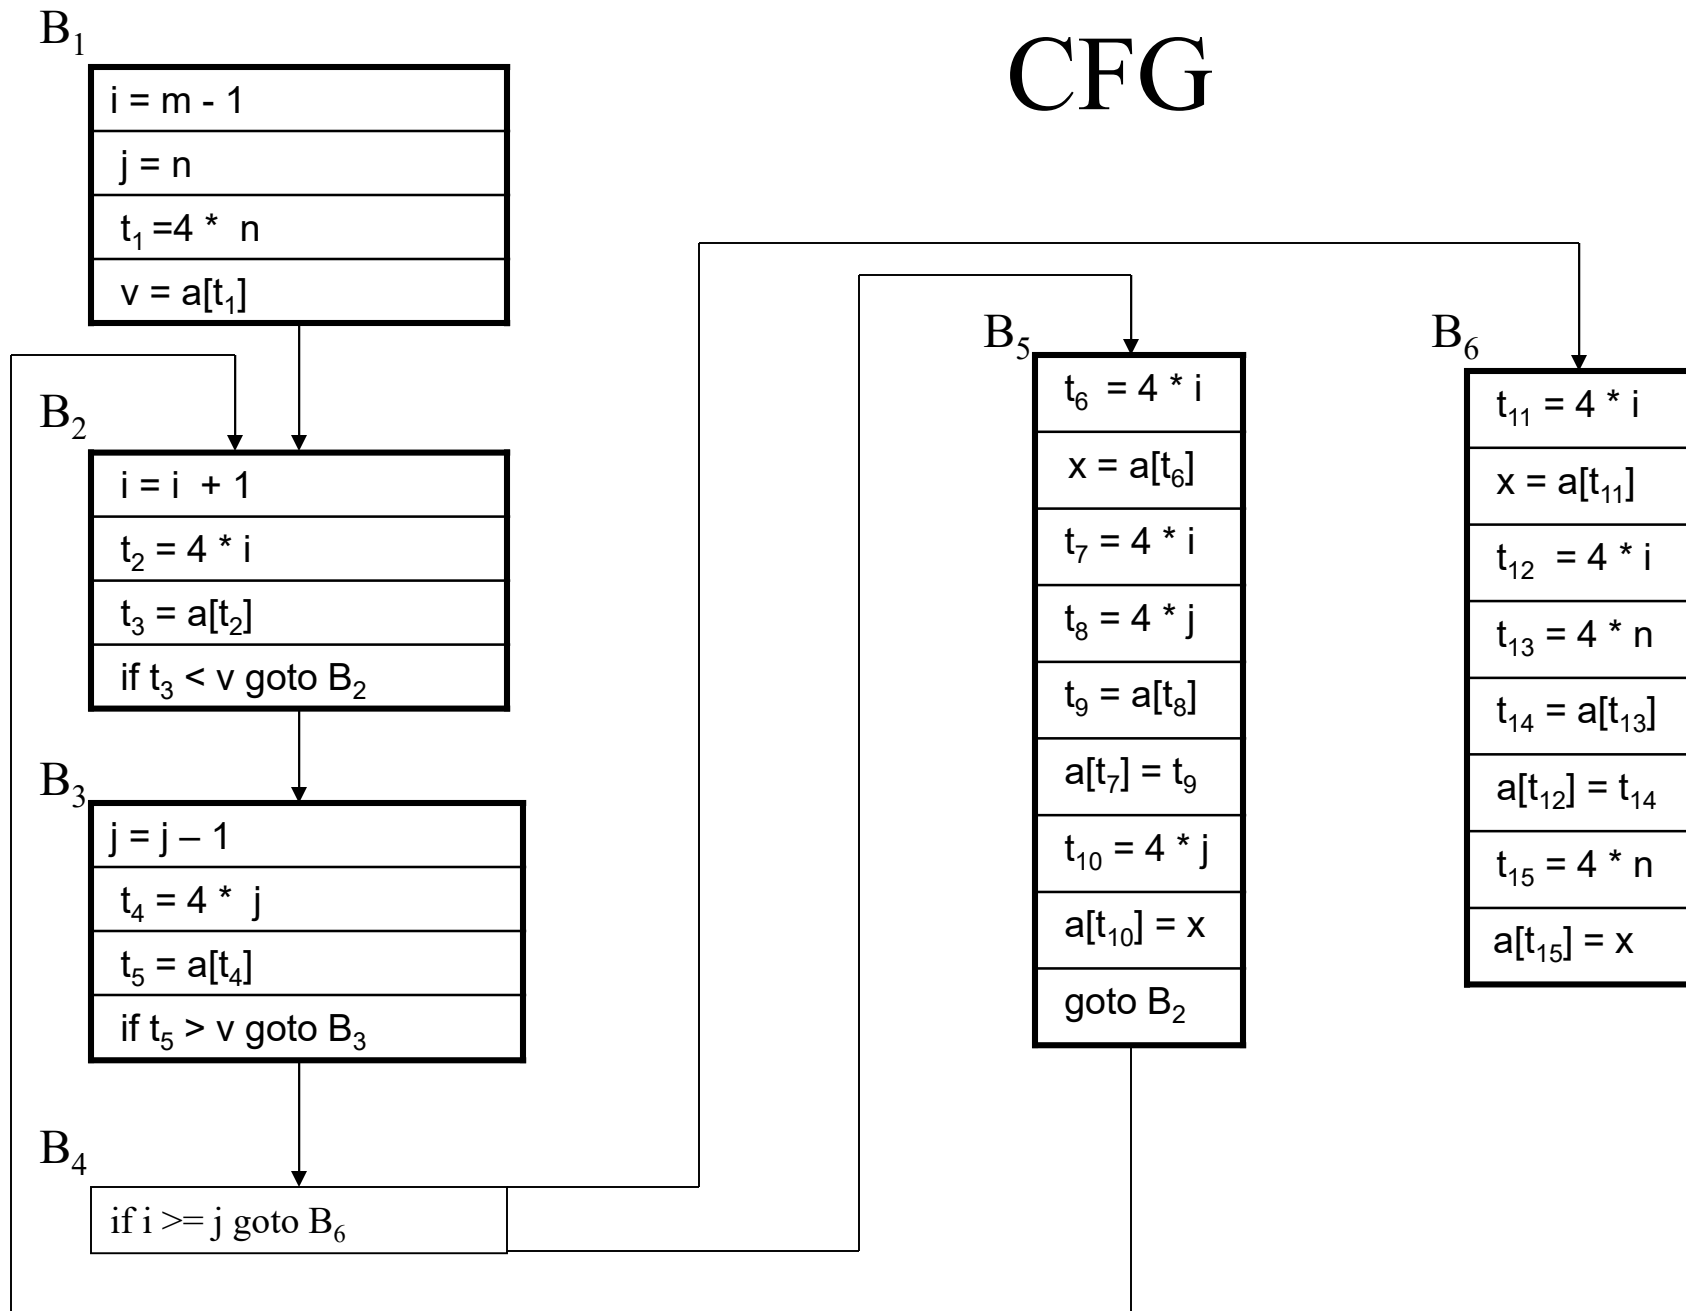 CFG
B₁
i = m - 1
j = n
t₁ =4 * n
v = a[t₁]
B₂
i = i + 1
t₂ = 4 * i
t₃ = a[t₂]
if t₃ < v goto B₂
B₃
j = j – 1
t₄ = 4 * j
t₅ = a[t₄]
if t₅ > v goto B₃
B₄
if i >= j goto B₆
B₅
t₆ = 4 * i
x = a[t₆]
t₇ = 4 * i
t₈ = 4 * j
t₉ = a[t₈]
a[t₇] = t₉
t₁₀ = 4 * j
a[t₁₀] = x
goto B₂
B₆
t₁₁ = 4 * i
x = a[t₁₁]
t₁₂ = 4 * i
t₁₃ = 4 * n
t₁₄ = a[t₁₃]
a[t₁₂] = t₁₄
t₁₅ = 4 * n
a[t₁₅] = x